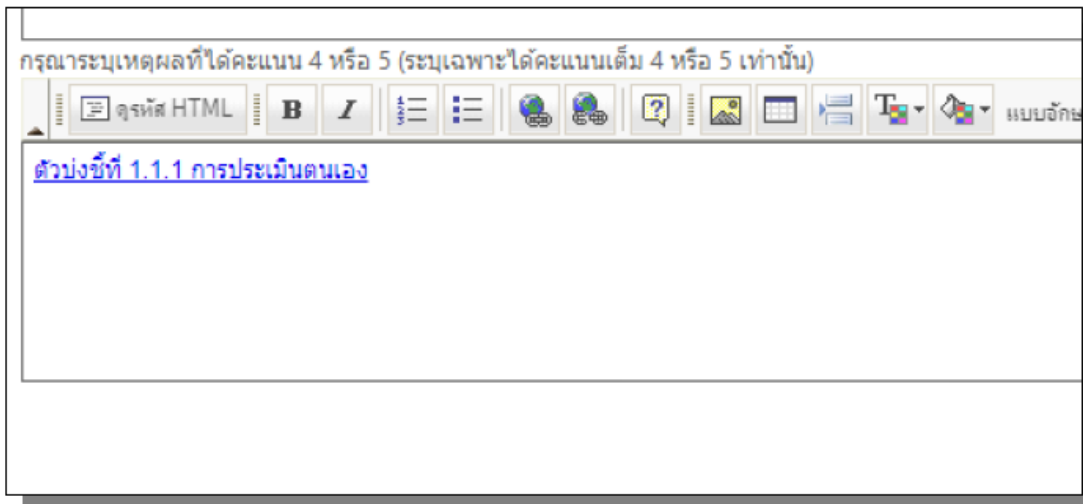 กรุณาระบุเหตุผลที่ได้คะแนน 4 หรือ 5 (ระบุเฉพาะได้คะแนนเต็ม 4 หรือ 5 เท่านั้น)
ดูรหัส HTML B I
ตัวบ่งชี้ที่ 1.1.1 การประเมินตนเอง